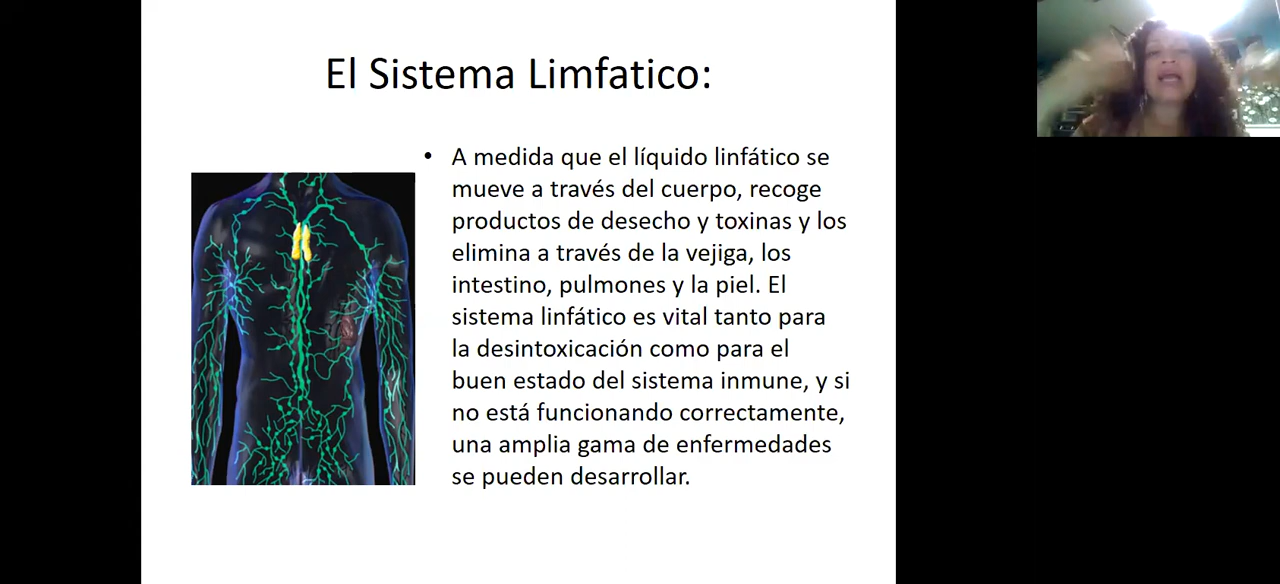 El Sistema Limfatico:
• A medida que el líquido linfático se
mueve a través del cuerpo, recoge
productos de desecho y toxinas y los
elimina a través de la vejiga, los
intestino, pulmones y la piel. El
sistema linfático es vital tanto para
la desintoxicación como para el
buen estado del sistema inmune, y si
no está funcionando correctamente,
una amplia gama de enfermedades
se pueden desarrollar.